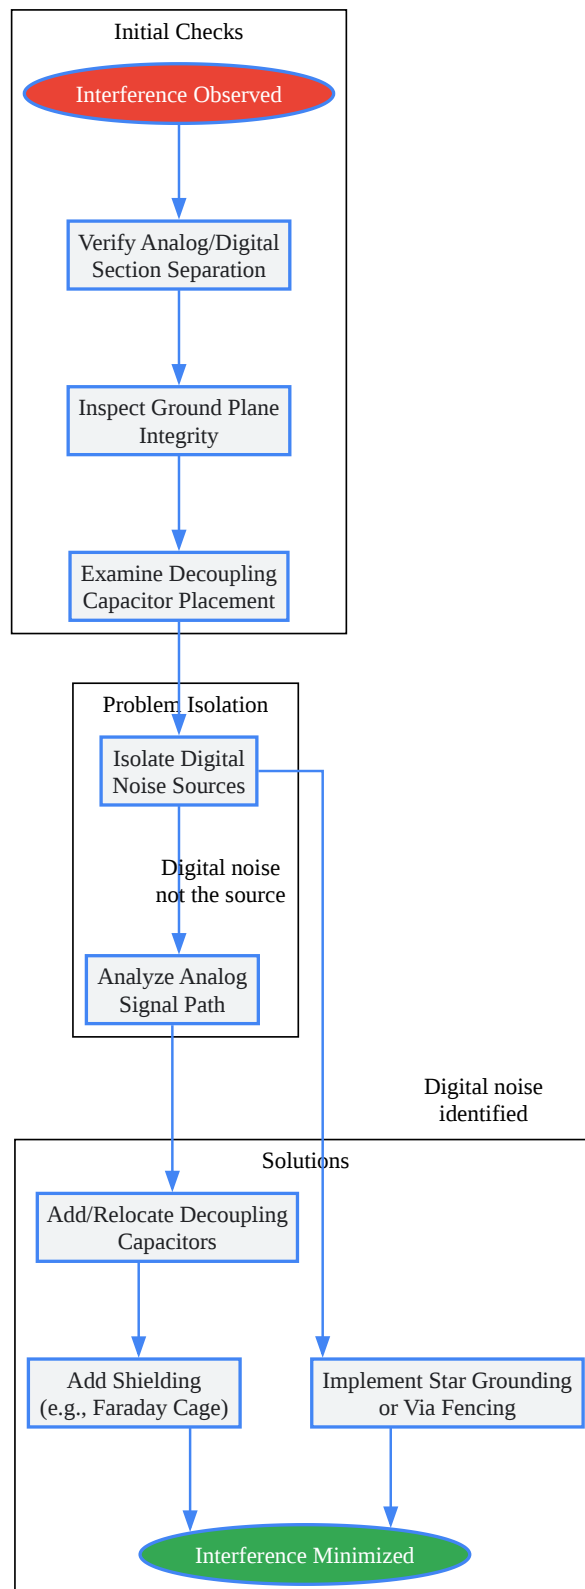 Initial Checks
Interference Observed
Verify Analog/Digital
Section Separation
Inspect Ground Plane
Integrity
Examine Decoupling
Capacitor Placement
Problem Isolation
Isolate Digital
Noise Sources
Digital noise
not the source
Analyze Analog
Signal Path
Digital noise
identified
Solutions
Add/Relocate Decoupling
Capacitors
Add Shielding
(e.g., Faraday Cage)
Implement Star Grounding
or Via Fencing
Interference Minimized